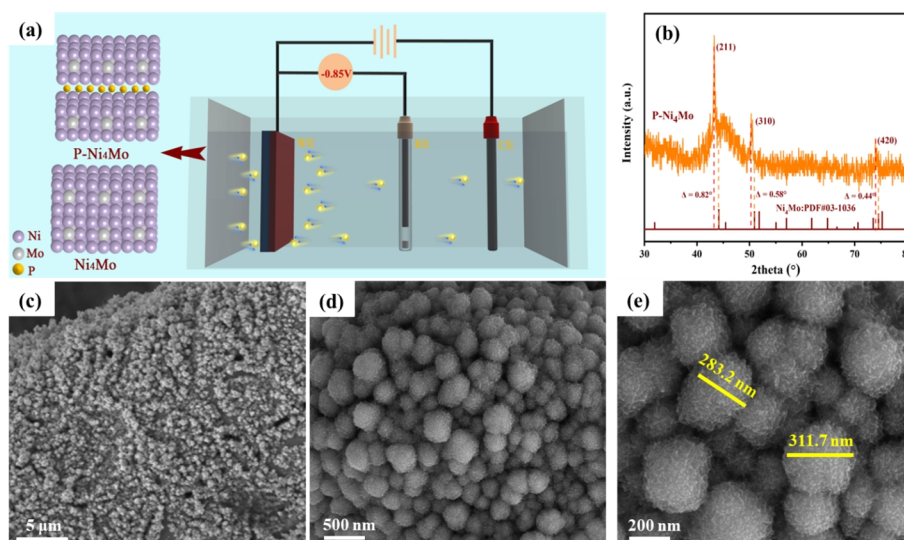 (a)
-0.85V
WE
RE
CE
P-Ni₄Mo
Ni₄Mo
Ni
Mo
P
(b)
(211)
P-Ni₄Mo
(310)
(420)
Δ = 0.82°
Δ = 0.58°
Δ = 0.44°
Ni₄Mo:PDF#03-1036
Intensity (a.u.)
30 40 50 60 70 80
2theta (°)
(c)
5 μm
(d)
500 nm
(e)
283.2 nm
311.7 nm
200 nm